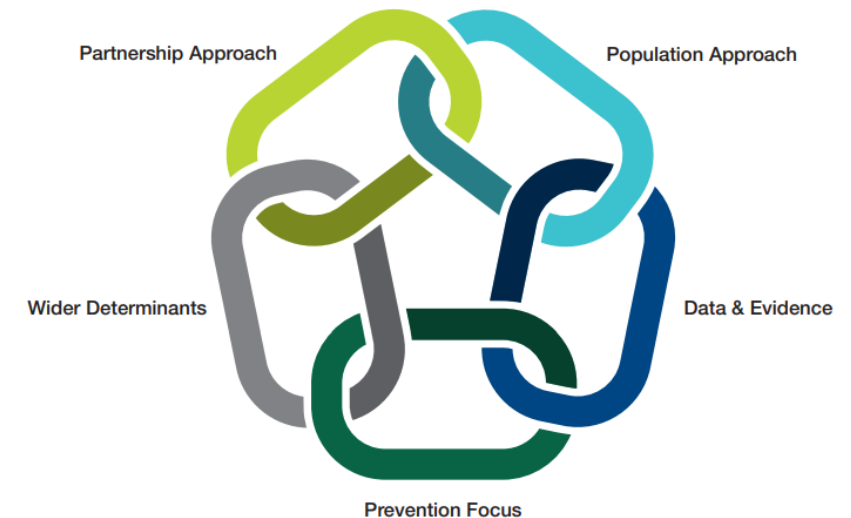 Partnership Approach
Population Approach
Wider Determinants
Data & Evidence
Prevention Focus